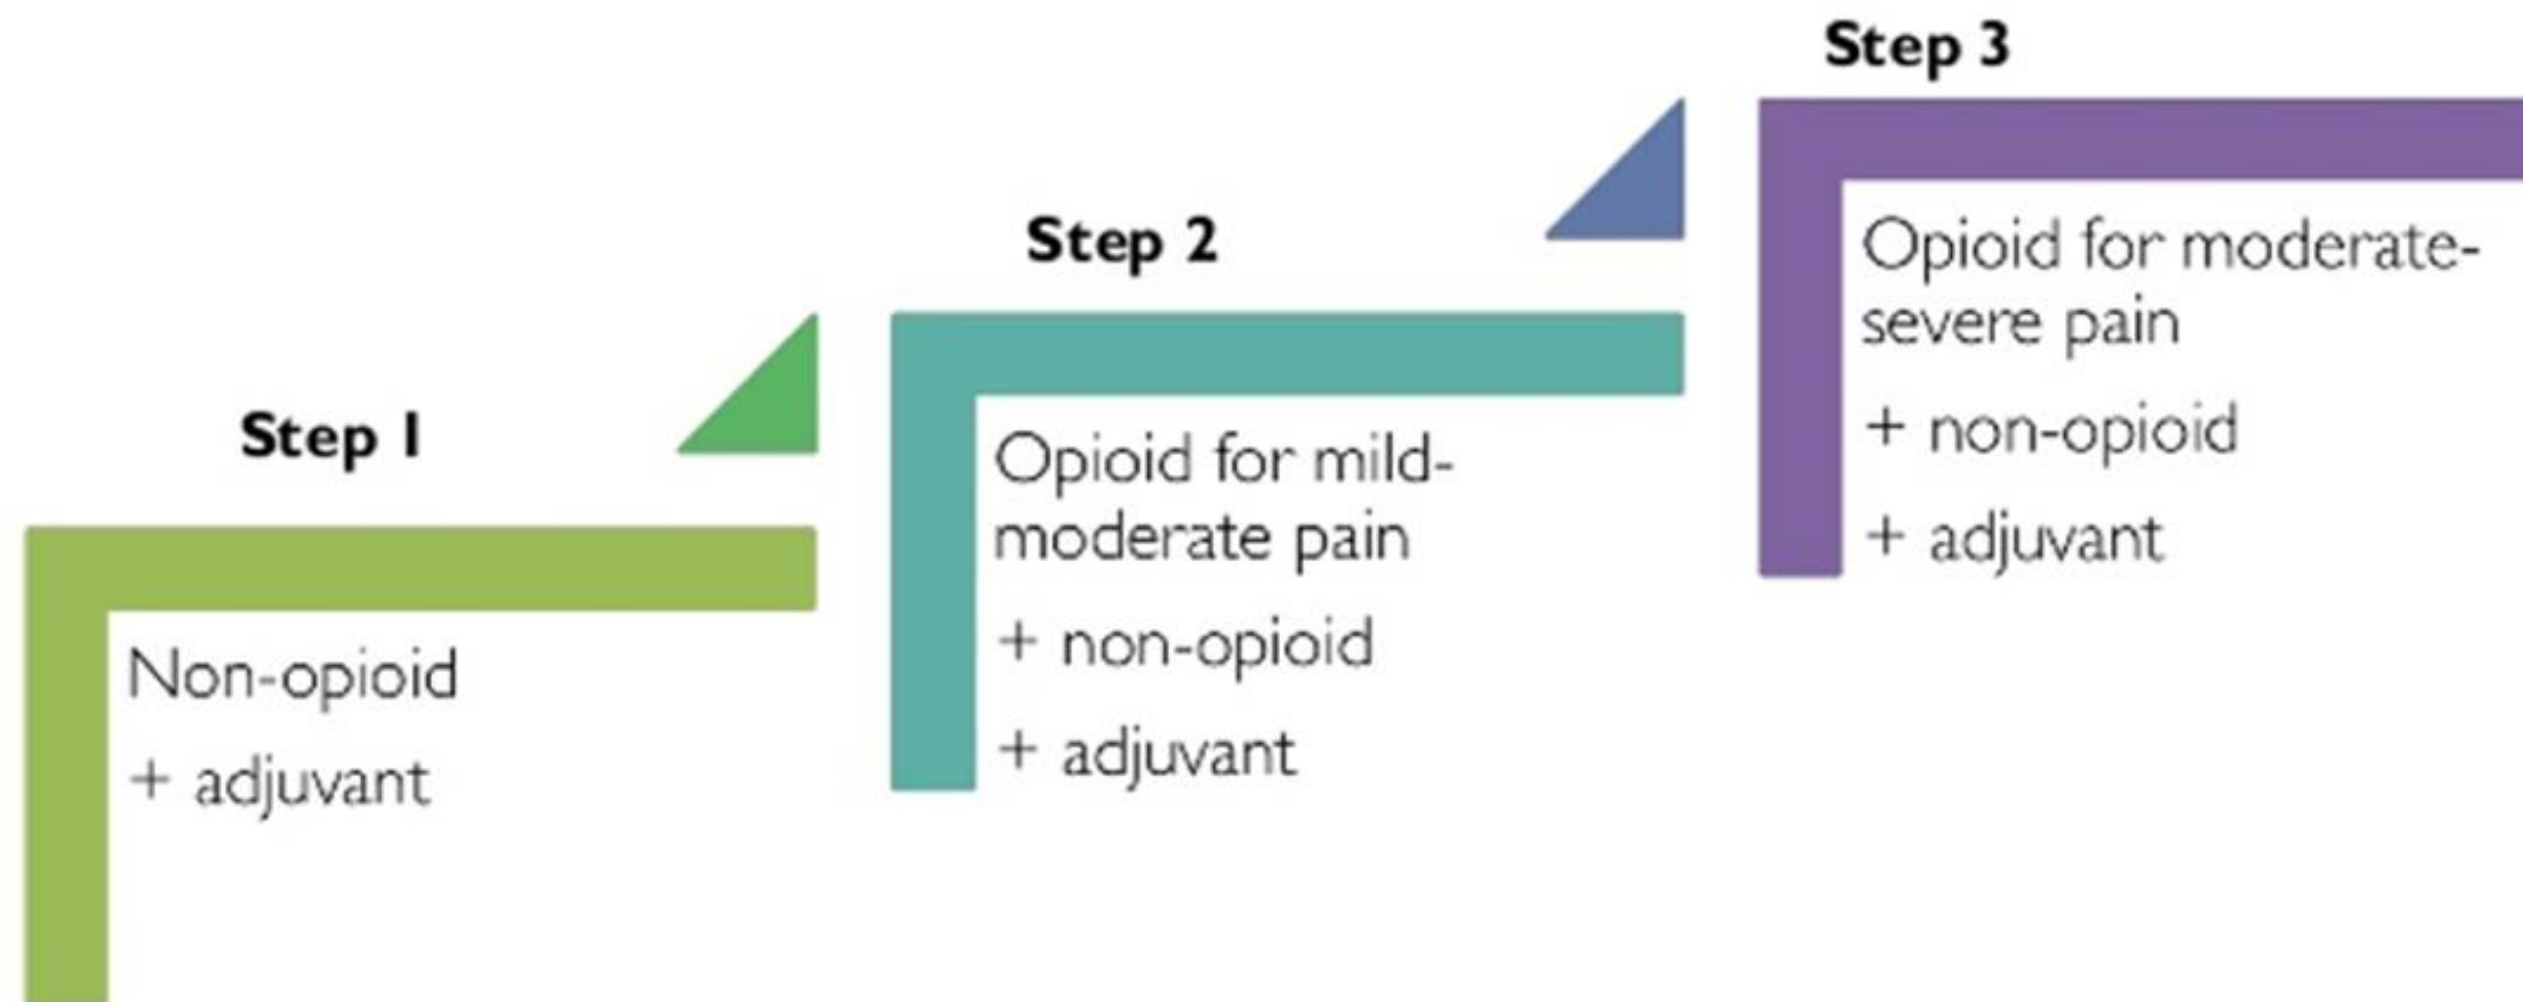 Step 1
Non-opioid
+ adjuvant
Step 2
Opioid for mild-
moderate pain
+ non-opioid
+ adjuvant
Step 3
Opioid for moderate-
severe pain
+ non-opioid
+ adjuvant